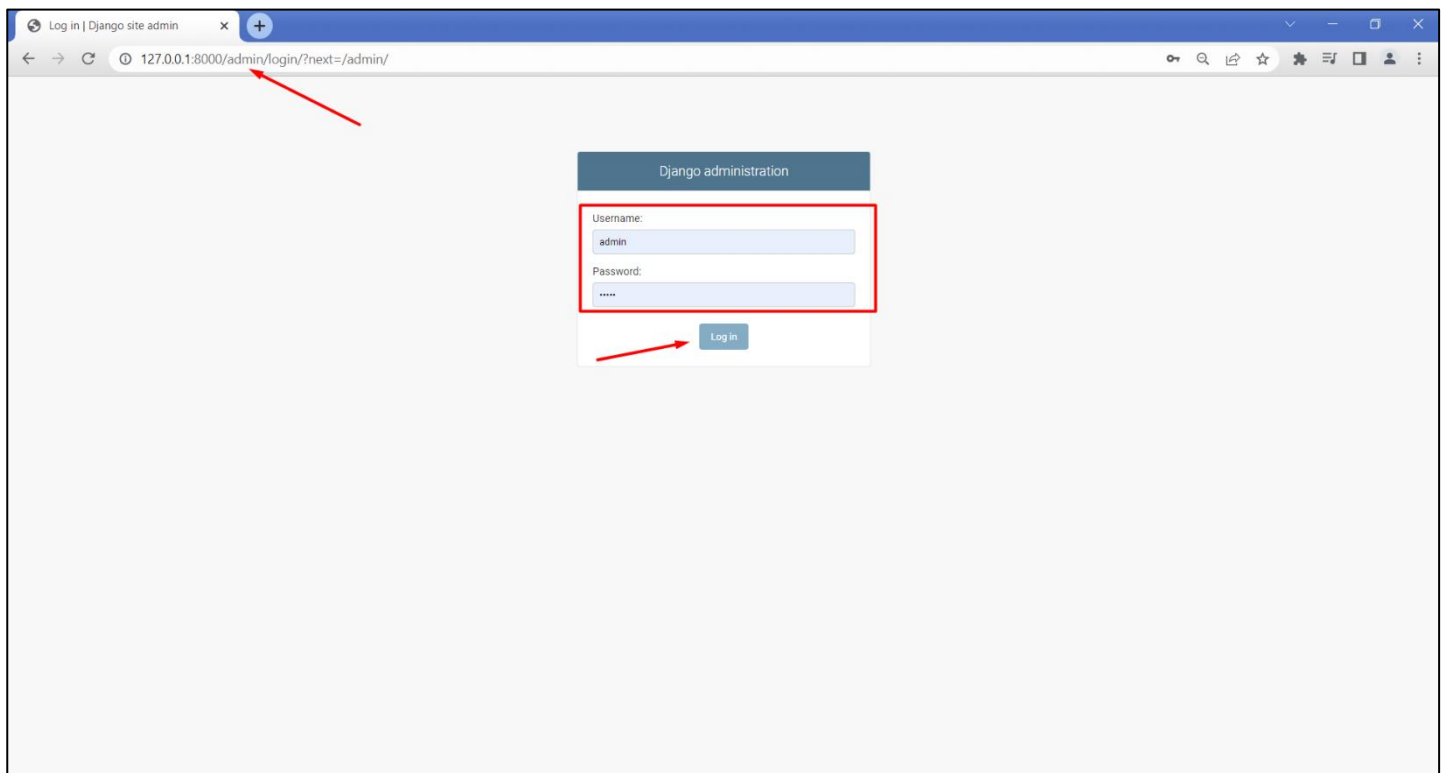 Log in | Django site admin
127.0.0.1:8000/admin/login/?next=/admin/
Django administration
Username:
admin
Password:
•••••
Log in